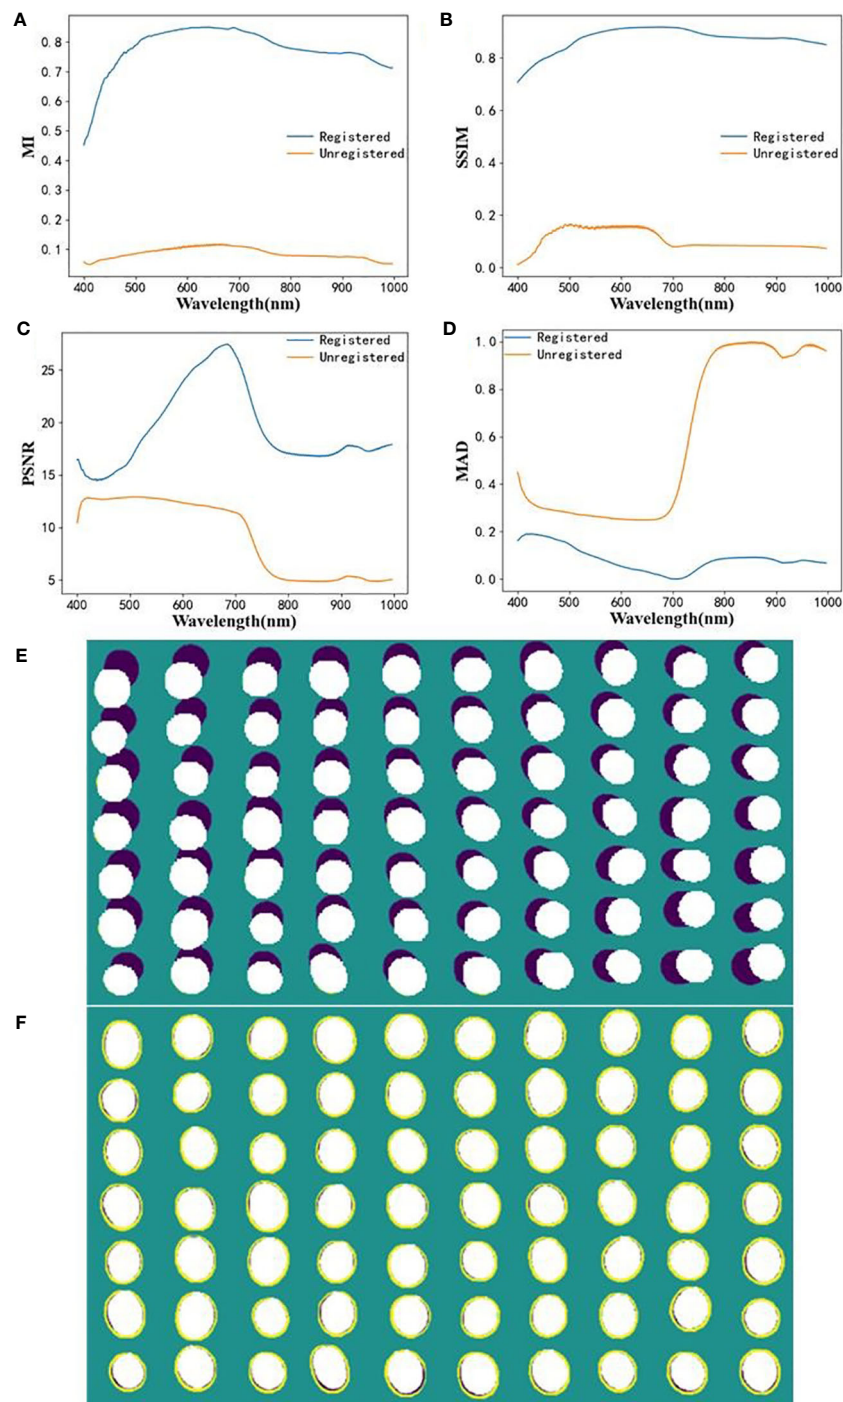 A
MI
0.8
0.7
0.6
0.5
0.4
0.3
0.2
0.1
Registered
Unregistered
400 500 600 700 800 900 1000
Wavelength(nm)
B
SSIM
0.8
0.6
0.4
0.2
0.0
Registered
Unregistered
400 500 600 700 800 900 1000
Wavelength(nm)
C
PSNR
25
20
15
10
5
Registered
Unregistered
400 500 600 700 800 900 1000
Wavelength(nm)
D
MAD
1.0
0.8
0.6
0.4
0.2
0.0
Registered
Unregistered
400 500 600 700 800 900 1000
Wavelength(nm)
E
F